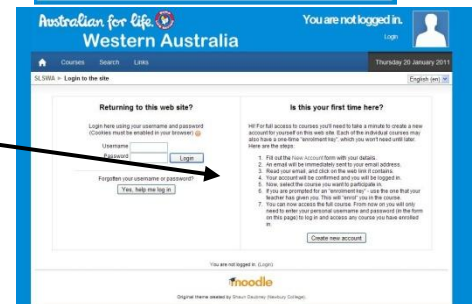 Australian for life.
You are not logged in.
Western Australia
Login
Courses Search Links
Thursday 20 January 2011
SLSWA ► Login to the site
English (en)
Returning to this web site?
Login here using your username and password
(Cookies must be enabled in your browser)
Username
Password
Login
Forgotten your username or password?
Yes, help me log in
Is this your first time here?
Hi! For full access to courses you'll need to take a minute to create a new
account for yourself on this web site. Each of the individual courses may
also have a one-time "enrolment key", which you won't need until later.
Here are the steps:
1. Fill out the New Account form with your details.
2. An email will be immediately sent to your email address.
3. Read your email, and click on the web link it contains.
4. Your account will be confirmed and you will be logged in.
5. Now, select the course you want to participate in.
6. If you are prompted for an "enrolment key" - use the one that your
teacher has given you. This will "enrol" you in the course.
7. You can now access the full course. From now on you will only
need to enter your personal username and password (in the form
on this page) to log in and access any course you have enrolled
in.
Create new account
You are not logged in. (Login)
moodle
Original theme created by Shaun Daubney (Newbury College)